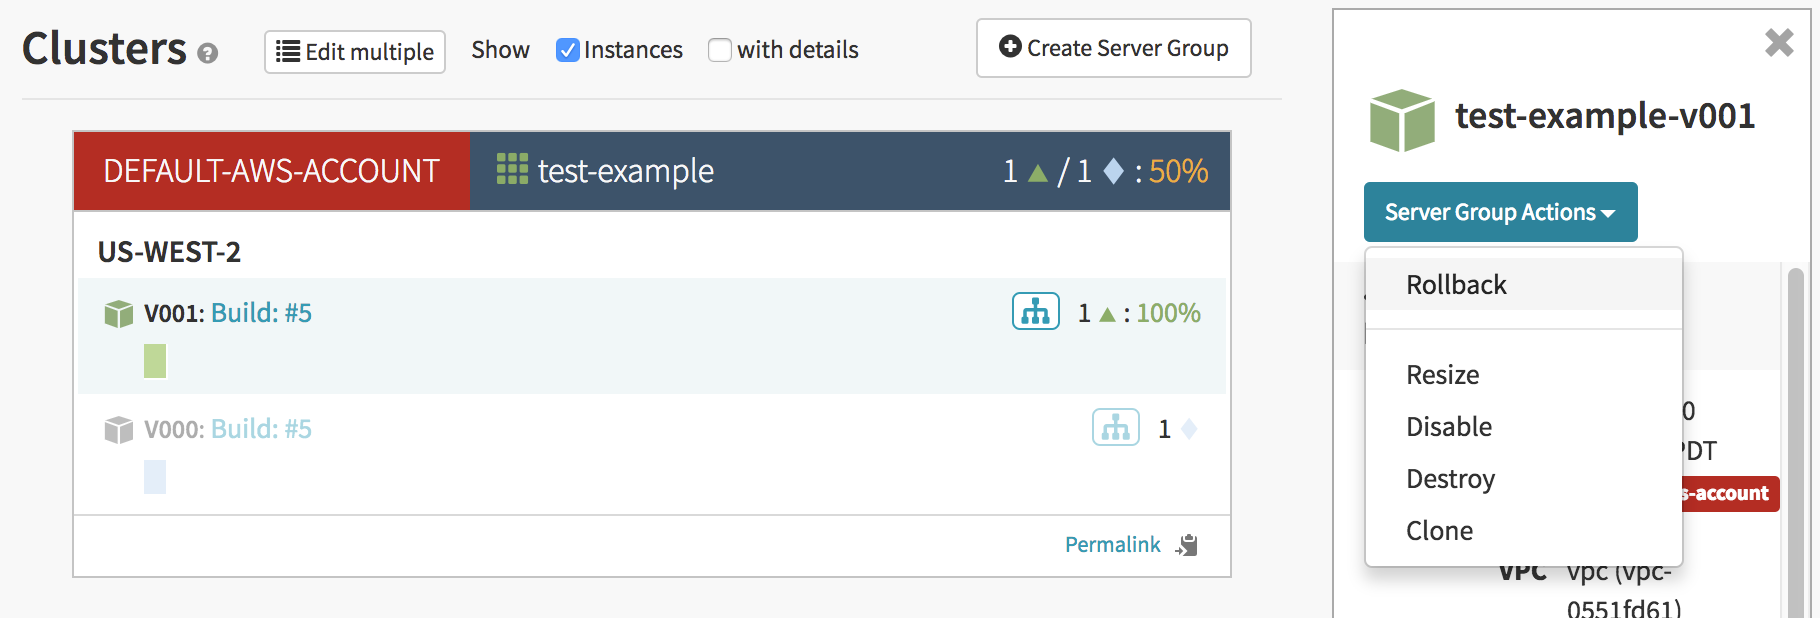 Clusters ?
Edit multiple
Show Instances with details
Create Server Group
DEFAULT-AWS-ACCOUNT
test-example
1 / 1 : 50%
US-WEST-2
V001: Build: #5
1 : 100%
V000: Build: #5
1
Permalink
test-example-v001
Server Group Actions
Rollback
Resize
Disable
Destroy
Clone
0
PDT
s-account
VPC vpc (vpc-
0551fd61)